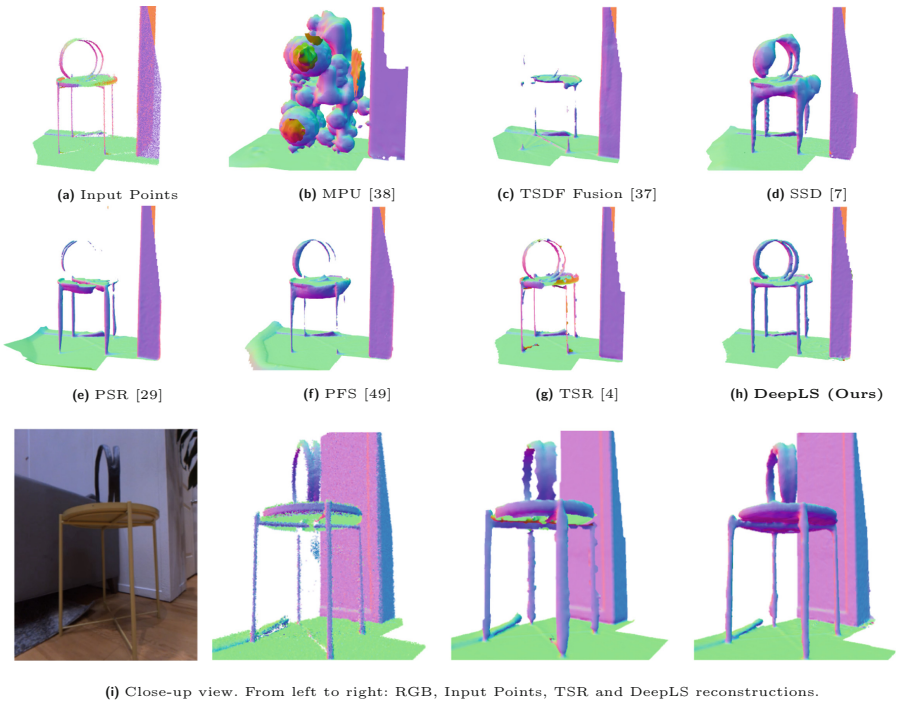 (a) Input Points
(b) MPU [38]
(c) TSDF Fusion [37]
(d) SSD [7]
(e) PSR [29]
(f) PFS [49]
(g) TSR [4]
(h) DeepLS (Ours)
(i) Close-up view. From left to right: RGB, Input Points, TSR and DeepLS reconstructions.